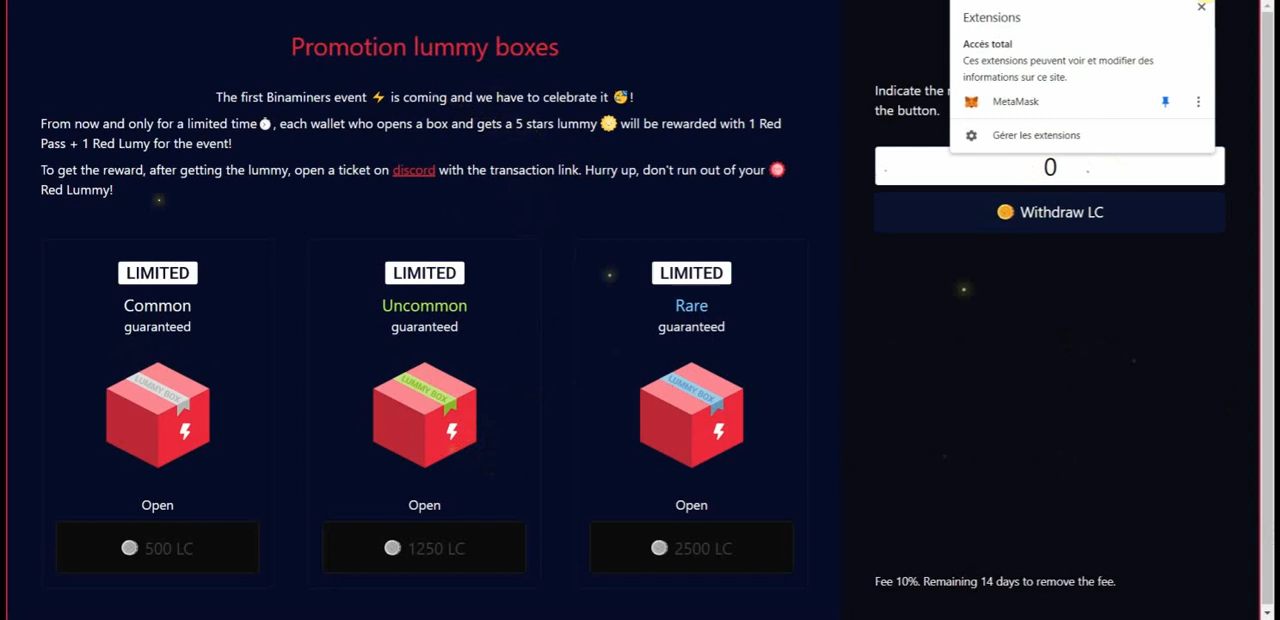 Promotion lummy boxes
The first Binaminers event ⚡ is coming and we have to celebrate it 🥳!
From now and only for a limited time⏱, each wallet who opens a box and gets a 5 stars lummy 🌼 will be rewarded with 1 Red
Pass + 1 Red Lumy for the event!
To get the reward, after getting the lummy, open a ticket on discord with the transaction link. Hurry up, don't run out of your
Red Lummy!
LIMITED
Common
guaranteed
LUMMY BOX
Open
500 LC
LIMITED
Uncommon
guaranteed
LUMMY BOX
Open
1250 LC
LIMITED
Rare
guaranteed
LUMMY BOX
Open
2500 LC
Extensions
Accès total
Ces extensions peuvent voir et modifier des
informations sur ce site.
MetaMask
Gérer les extensions
Indicate the
the button.
0
Withdraw LC
Fee 10%. Remaining 14 days to remove the fee.